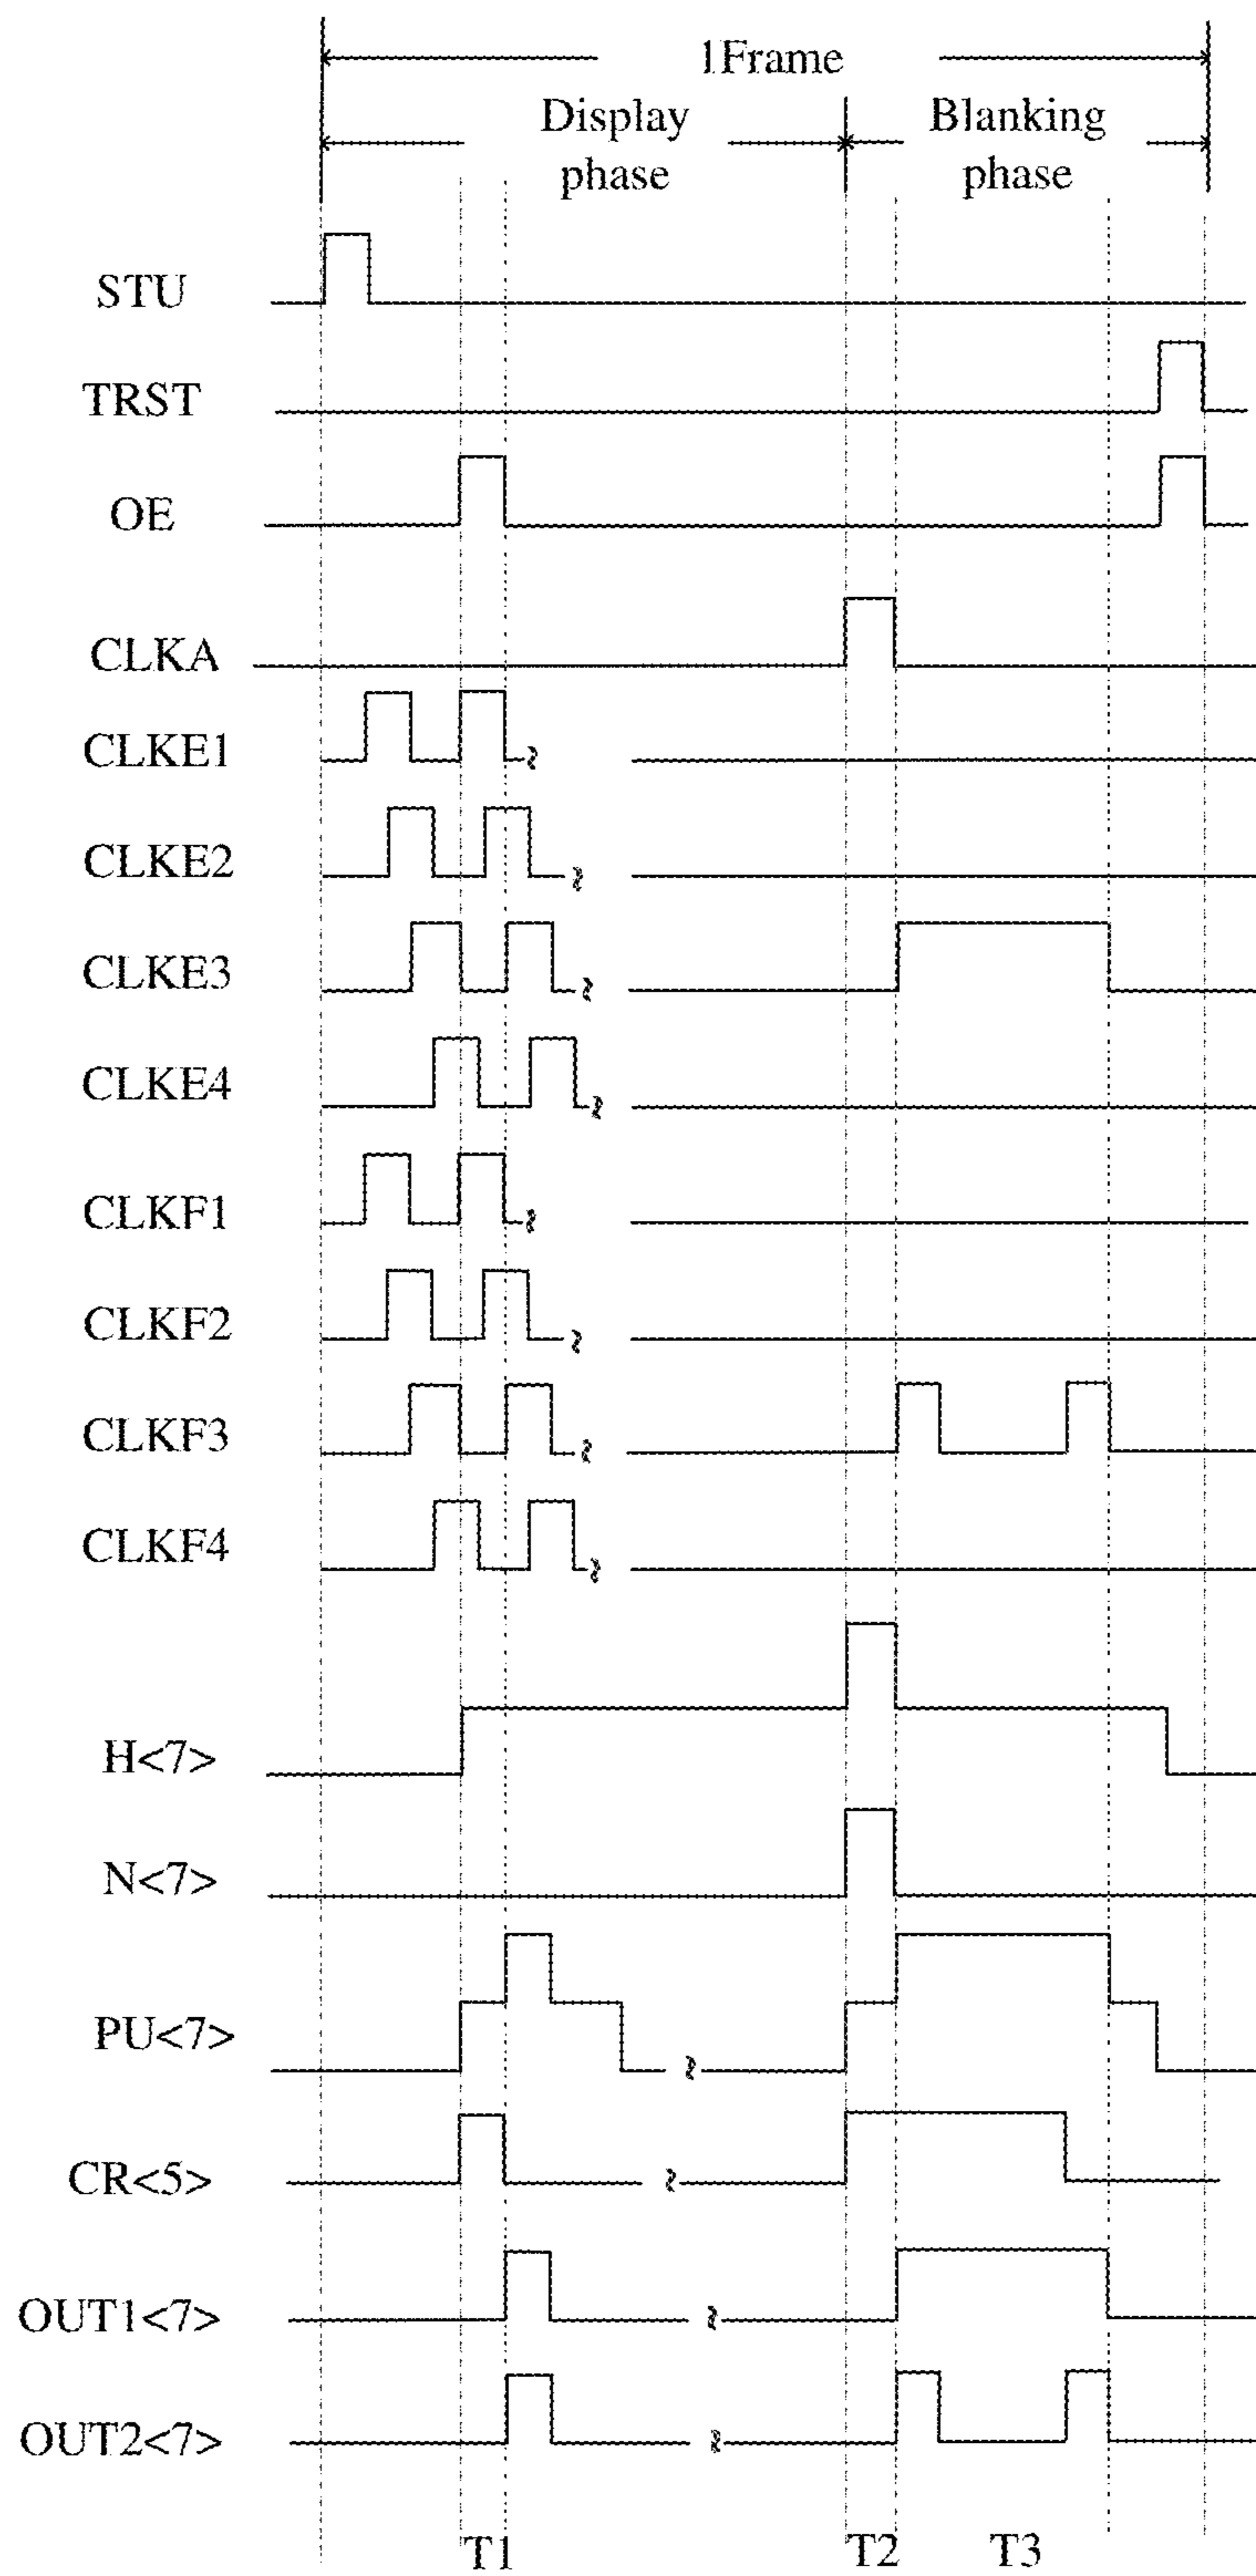 1Frame
Display
phase
Blanking
phase
STU
TRST
OE
CLKA
CLKE1
CLKE2
CLKE3
CLKE4
CLKF1
CLKF2
CLKF3
CLKF4
H<7>
N<7>
PU<7>
CR<5>
OUT1<7>
OUT2<7>
T1
T2
T3